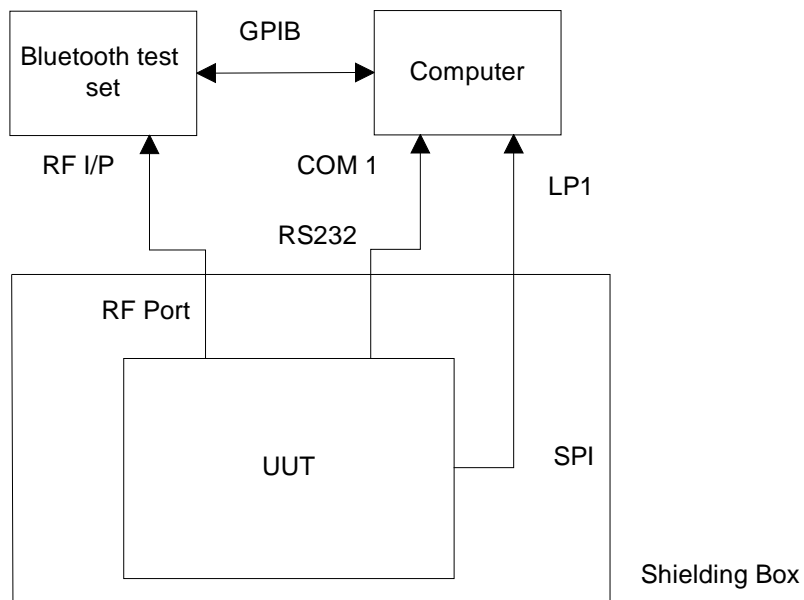 GPIB
Bluetooth test
set
Computer
RF I/P
COM 1
LP1
RS232
RF Port
UUT
SPI
Shielding Box